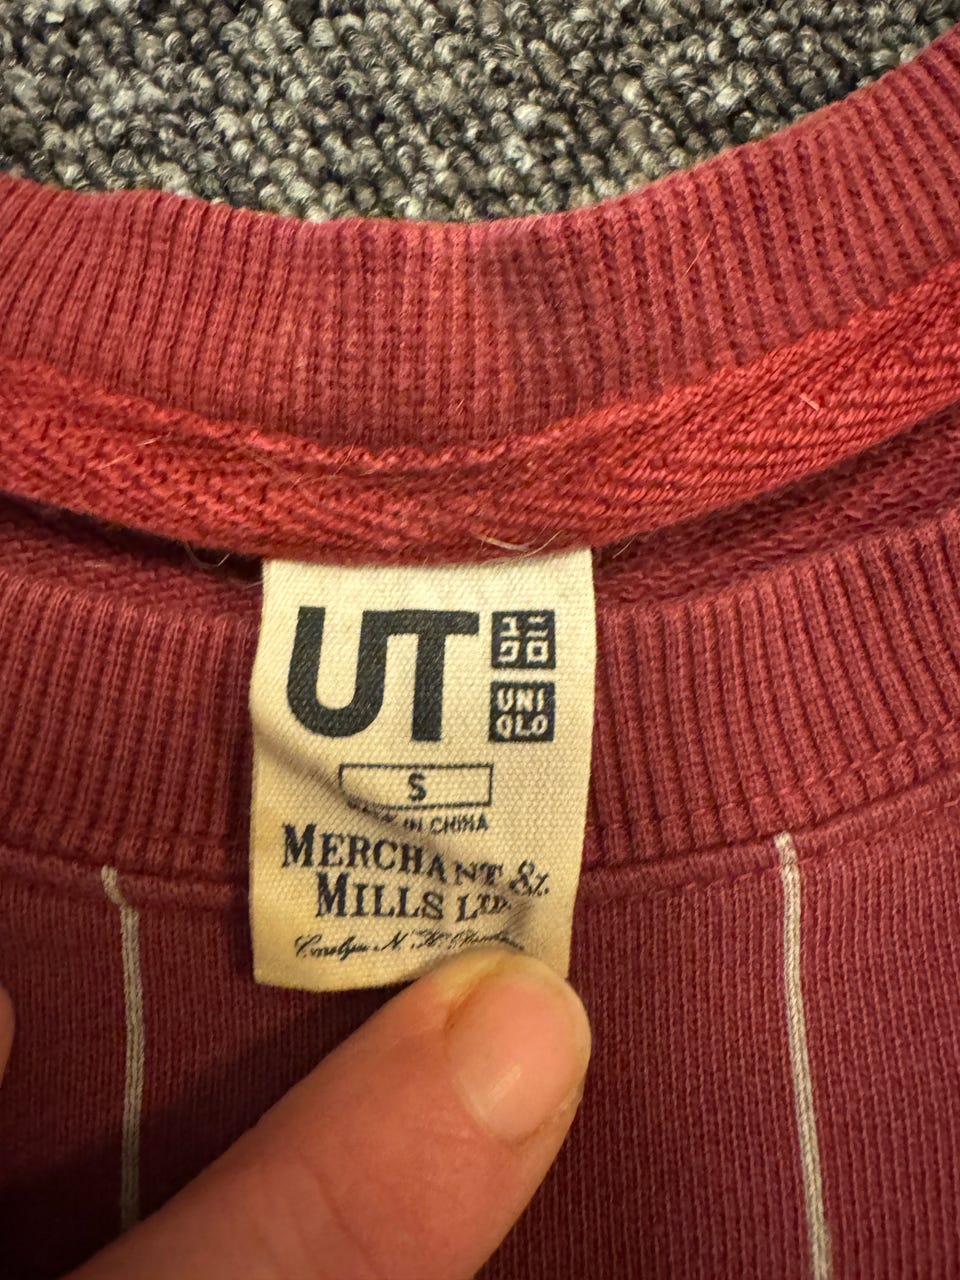 UT
ユニ
クロ
UNI
QLO
S
IN CHINA
MERCHANT &
MILLS LTD.